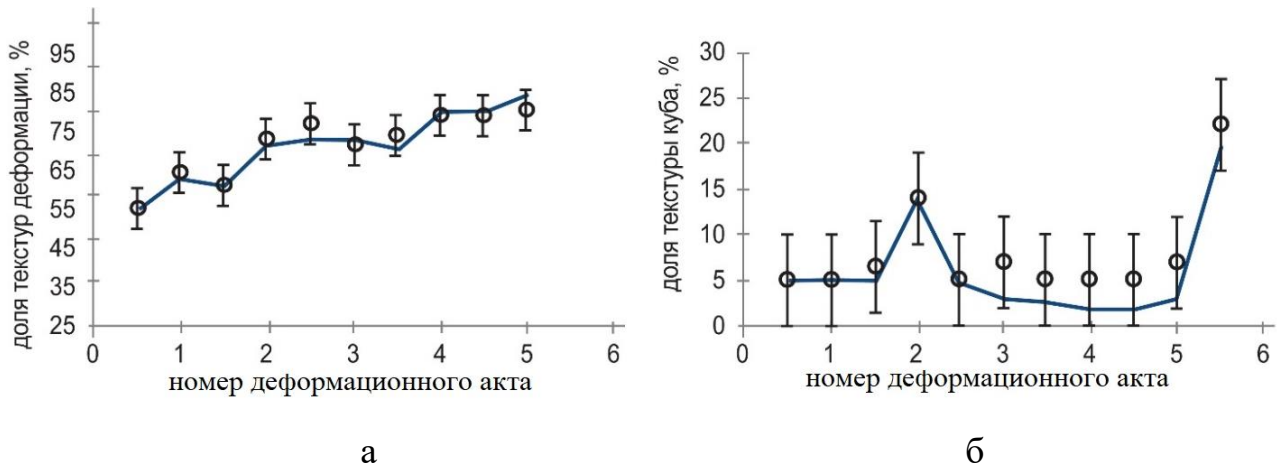 доля текстур деформации, %
95
85
75
65
55
45
35
25
0 1 2 3 4 5 6
номер деформационного акта
а
доля текстуры куба, %
30
25
20
15
10
5
0
0 1 2 3 4 5 6
номер деформационного акта
б